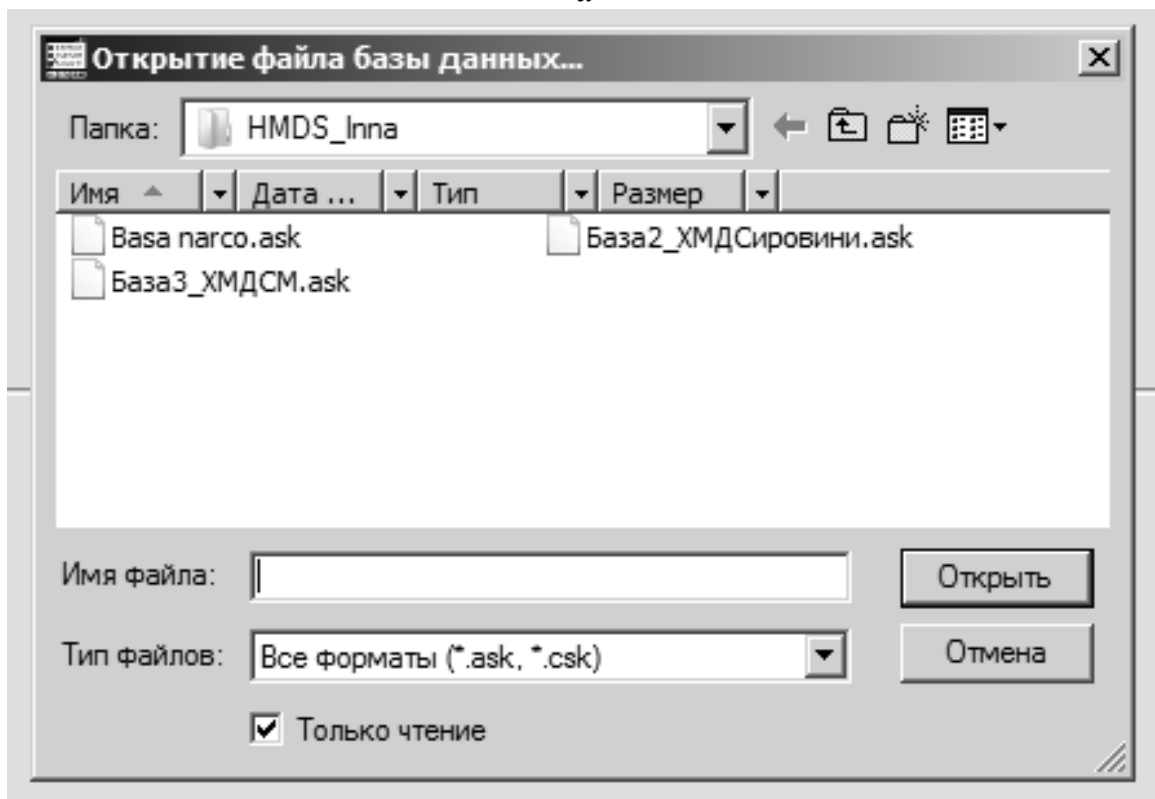 Открытие файла базы данных...
Папка: HMDS_Inna
Имя Дата ... Тип Размер
Basa narco.ask База2_ХМДСировини.ask
База3_ХМДСМ.ask
Имя файла: Открыть
Тип файлов: Все форматы (*.ask, *.csk) Отмена
Только чтение